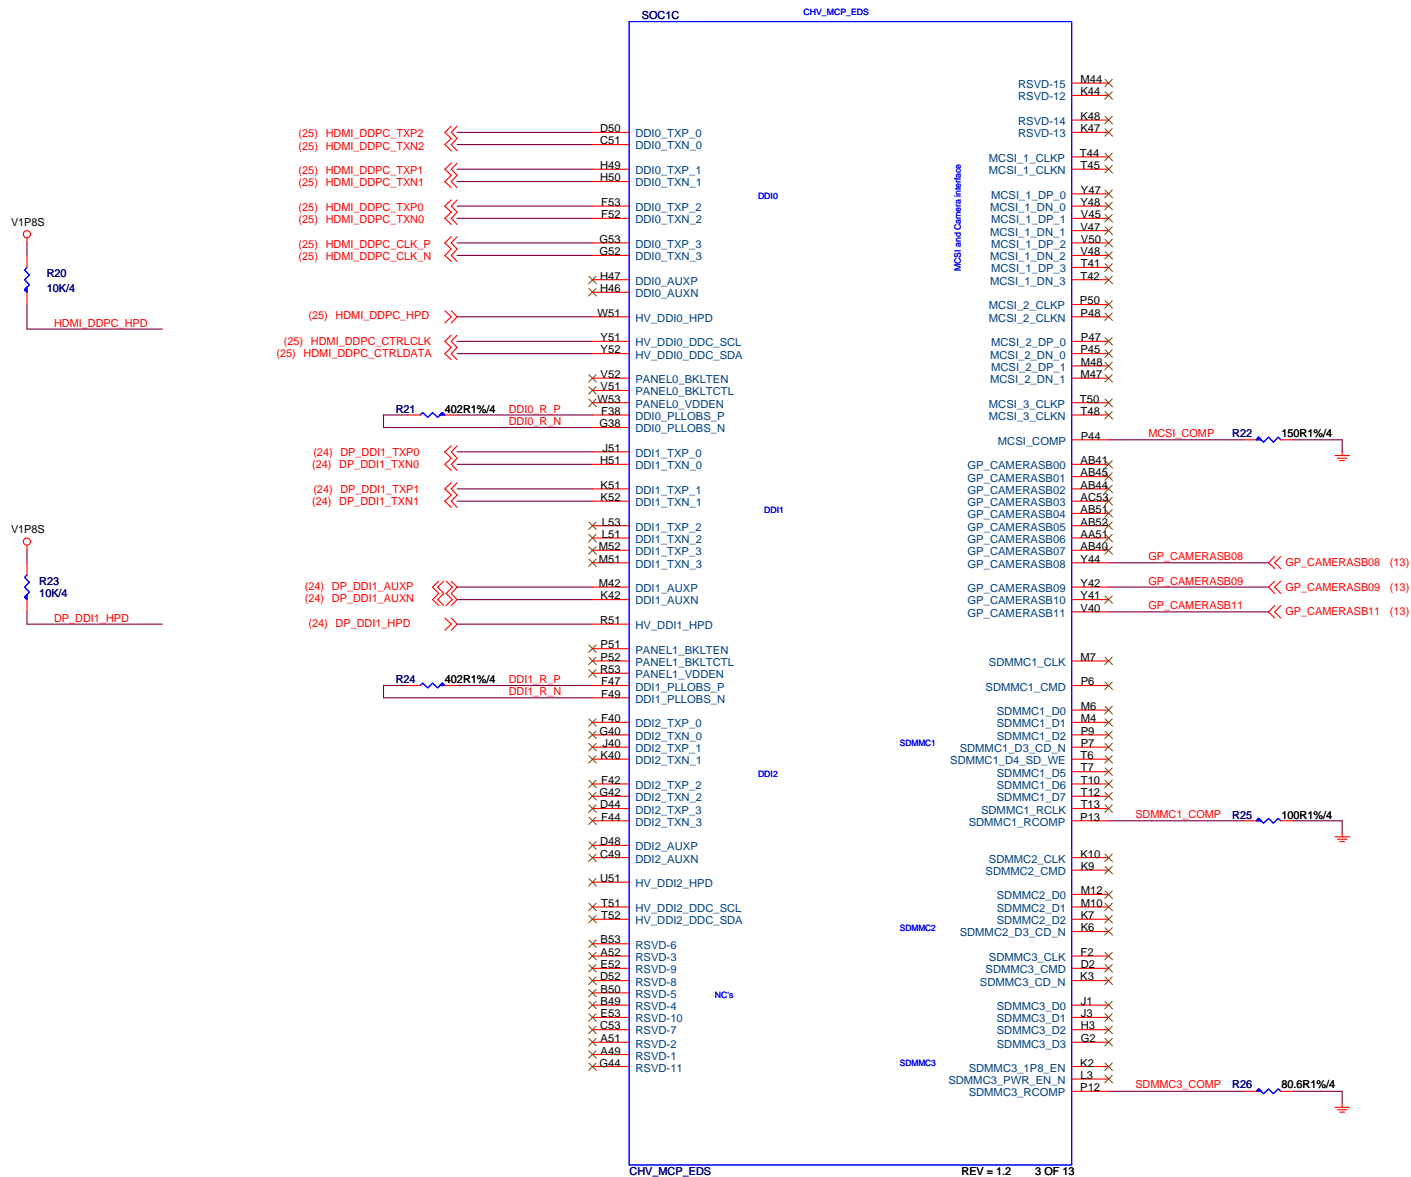 SOC1C CHV_MCP_EDS
V1P8S
R20
10K/4
HDMI_DDPC_HPD
V1P8S
R23
10K/4
DP_DDI1_HPD
(25) HDMI_DDPC_TXP2 D50 DDI0_TXP_0
(25) HDMI_DDPC_TXN2 C51 DDI0_TXN_0
(25) HDMI_DDPC_TXP1 H49 DDI0_TXP_1
(25) HDMI_DDPC_TXN1 H50 DDI0_TXN_1
DDI0
(25) HDMI_DDPC_TXP0 F53 DDI0_TXP_2
(25) HDMI_DDPC_TXN0 F52 DDI0_TXN_2
(25) HDMI_DDPC_CLK_P G53 DDI0_TXP_3
(25) HDMI_DDPC_CLK_N G52 DDI0_TXN_3
H47 DDI0_AUXP
H46 DDI0_AUXN
(25) HDMI_DDPC_HPD W51 HV_DDI0_HPD
(25) HDMI_DDPC_CTRLCLK Y51 HV_DDI0_DDC_SCL
(25) HDMI_DDPC_CTRLDATA Y52 HV_DDI0_DDC_SDA
V52 PANEL0_BKLTEN
V51 PANEL0_BKLTCTL
W53 PANEL0_VDDEN
R21 402R1%/4 DDI0_R_P F38 DDI0_PLLOBS_P
DDI0_R_N G38 DDI0_PLLOBS_N
(24) DP_DDI1_TXP0 J51 DDI1_TXP_0
(24) DP_DDI1_TXN0 H51 DDI1_TXN_0
(24) DP_DDI1_TXP1 K51 DDI1_TXP_1
(24) DP_DDI1_TXN1 K52 DDI1_TXN_1
DDI1
L53 DDI1_TXP_2
L51 DDI1_TXN_2
M52 DDI1_TXP_3
M51 DDI1_TXN_3
(24) DP_DDI1_AUXP M42 DDI1_AUXP
(24) DP_DDI1_AUXN K42 DDI1_AUXN
(24) DP_DDI1_HPD R51 HV_DDI1_HPD
P51 PANEL1_BKLTEN
P52 PANEL1_BKLTCTL
R53 PANEL1_VDDEN
R24 402R1%/4 DDI1_R_P F47 DDI1_PLLOBS_P
DDI1_R_N F49 DDI1_PLLOBS_N
F40 DDI2_TXP_0
G40 DDI2_TXN_0
J40 DDI2_TXP_1
K40 DDI2_TXN_1
DDI2
F42 DDI2_TXP_2
G42 DDI2_TXN_2
D44 DDI2_TXP_3
F44 DDI2_TXN_3
D48 DDI2_AUXP
C49 DDI2_AUXN
U51 HV_DDI2_HPD
T51 HV_DDI2_DDC_SCL
T52 HV_DDI2_DDC_SDA
B53 RSVD-6
A52 RSVD-3
E52 RSVD-9
D52 RSVD-8
B50 RSVD-5
NC's
B49 RSVD-4
E53 RSVD-10
C53 RSVD-7
A51 RSVD-2
A49 RSVD-1
G44 RSVD-11
RSVD-15 M44
RSVD-12 K44
RSVD-14 K48
RSVD-13 K47
MCSI and Camera interface
MCSI_1_CLKP T44
MCSI_1_CLKN T45
MCSI_1_DP_0 Y47
MCSI_1_DN_0 Y48
MCSI_1_DP_1 V45
MCSI_1_DN_1 V47
MCSI_1_DP_2 V50
MCSI_1_DN_2 V48
MCSI_1_DP_3 T41
MCSI_1_DN_3 T42
MCSI_2_CLKP P50
MCSI_2_CLKN P48
MCSI_2_DP_0 P47
MCSI_2_DN_0 P45
MCSI_2_DP_1 M48
MCSI_2_DN_1 M47
MCSI_3_CLKP T50
MCSI_3_CLKN T48
MCSI_COMP P44 MCSI_COMP R22 150R1%/4
GP_CAMERASB00 AB41
GP_CAMERASB01 AB45
GP_CAMERASB02 AB44
GP_CAMERASB03 AC53
GP_CAMERASB04 AB51
GP_CAMERASB05 AB52
GP_CAMERASB06 AA51
GP_CAMERASB07 AB40
GP_CAMERASB08 Y44 GP_CAMERASB08 GP_CAMERASB08 (13)
GP_CAMERASB09 Y42 GP_CAMERASB09 GP_CAMERASB09 (13)
GP_CAMERASB10 Y41
GP_CAMERASB11 V40 GP_CAMERASB11 GP_CAMERASB11 (13)
SDMMC1_CLK M7
SDMMC1_CMD P6
SDMMC1_D0 M6
SDMMC1_D1 M4
SDMMC1_D2 P9
SDMMC1 SDMMC1_D3_CD_N P7
SDMMC1_D4_SD_WE T6
SDMMC1_D5 T7
SDMMC1_D6 T10
SDMMC1_D7 T12
SDMMC1_RCLK T13
SDMMC1_RCOMP P13 SDMMC1_COMP R25 100R1%/4
SDMMC2_CLK K10
SDMMC2_CMD K9
SDMMC2_D0 M12
SDMMC2_D1 M10
SDMMC2_D2 K7
SDMMC2 SDMMC2_D3_CD_N K6
SDMMC3_CLK F2
SDMMC3_CMD D2
SDMMC3_CD_N K3
SDMMC3_D0 J1
SDMMC3_D1 J3
SDMMC3_D2 H3
SDMMC3_D3 G2
SDMMC3 SDMMC3_1P8_EN K2
SDMMC3_PWR_EN_N L3
SDMMC3_RCOMP P12 SDMMC3_COMP R26 80.6R1%/4
CHV_MCP_EDS REV = 1.2 3 OF 13